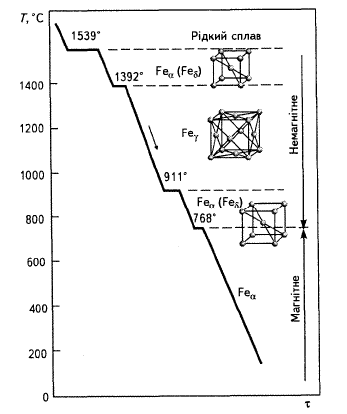 T, °C
1539°
Рідкий сплав
Feα (Feδ)
1400
1392°
1200
Feγ
Немагнітне
1000
911°
Feα (Feδ)
800
768°
600
400
Feα
Магнітне
200
0
τ